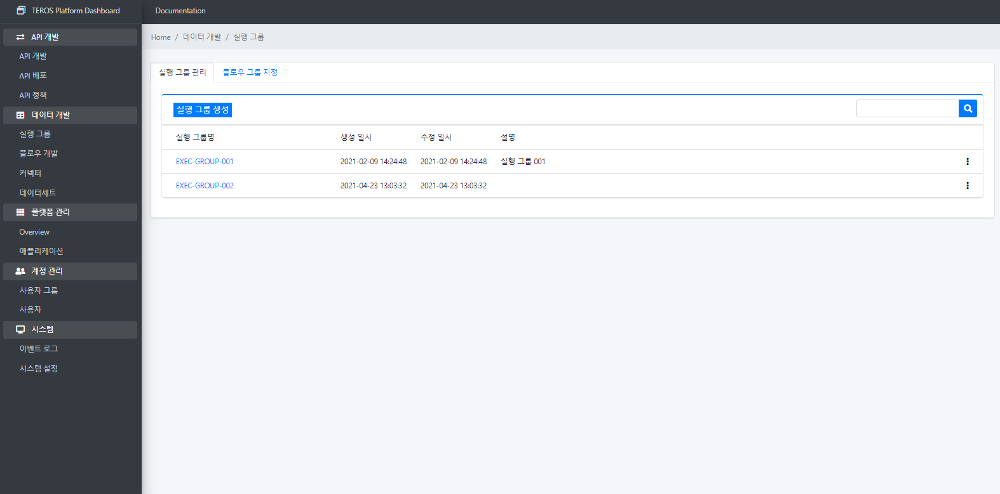 TEROS Platform Dashboard
Documentation
API 개발
API 개발
API 배포
API 정책
데이터 개발
실행 그룹
플로우 개발
커넥터
데이터세트
플랫폼 관리
Overview
애플리케이션
계정 관리
사용자 그룹
사용자
시스템
이벤트 로그
시스템 설정
Home / 데이터 개발 / 실행 그룹
실행 그룹 관리 플로우 그룹 지정
실행 그룹 생성
실행 그룹명 생성 일시 수정 일시 설명
EXEC-GROUP-001 2021-02-09 14:24:48 2021-02-09 14:24:48 실행 그룹 001
EXEC-GROUP-002 2021-04-23 13:03:32 2021-04-23 13:03:32